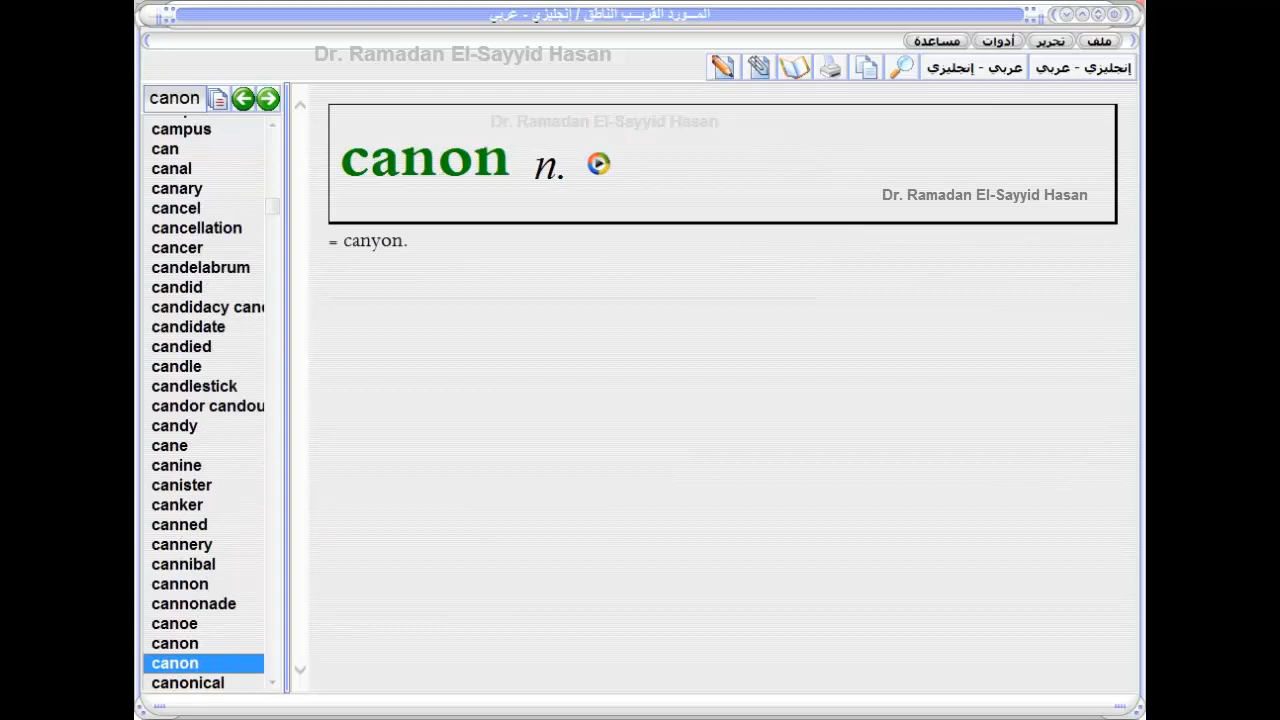 المـــورد القريـــب الناطق / إنجليزي - عربي
ملف
تحرير
أدوات
مساعدة
Dr. Ramadan El-Sayyid Hasan
إنجليزي - عربي
عربي - إنجليزي
canon
campus
can
canal
canary
cancel
cancellation
cancer
candelabrum
candid
candidacy
candidate
candied
candle
candlestick
candor candou
candy
cane
canine
canister
canker
canned
cannery
cannibal
cannon
cannonade
canoe
canon
canon
canonical
Dr. Ramadan El-Sayyid Hasan
canon n.
Dr. Ramadan El-Sayyid Hasan
= canyon.